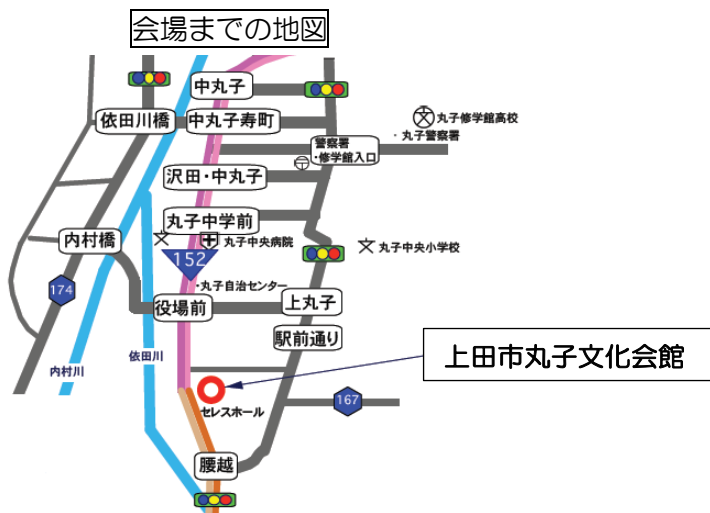 会場までの地図
中丸子
依田川橋
中丸子寿町
丸子修学館高校
・丸子警察署
警察署
・修学館入口
沢田・中丸子
丸子中学前
内村橋
丸子中央病院
丸子中央小学校
152
・丸子自治センター
174
役場前
上丸子
駅前通り
依田川
内村川
上田市丸子文化会館
セレスホール
167
腰越